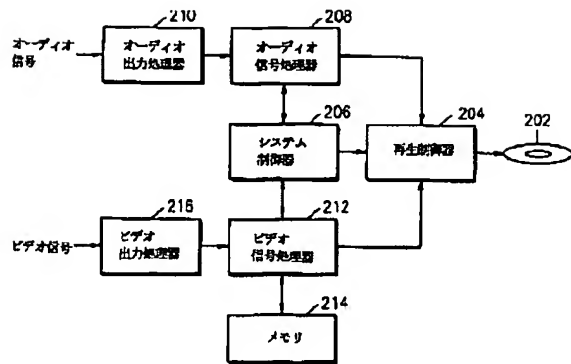 210
208
オーディオ
信号
オーディオ
出力処理器
オーディオ
信号処理器
206
204
202
システム
制御器
再生制御器
216
212
ビデオ信号
ビデオ
出力処理器
ビデオ
信号処理器
214
メモリ